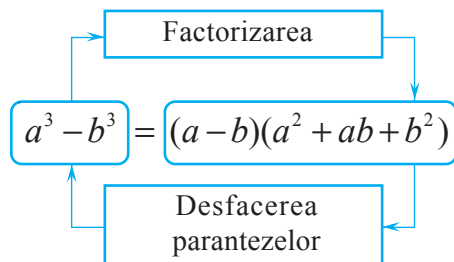 Factorizarea
a³ − b³ = (a − b)(a² + ab + b²)
Desfacerea
parantezelor